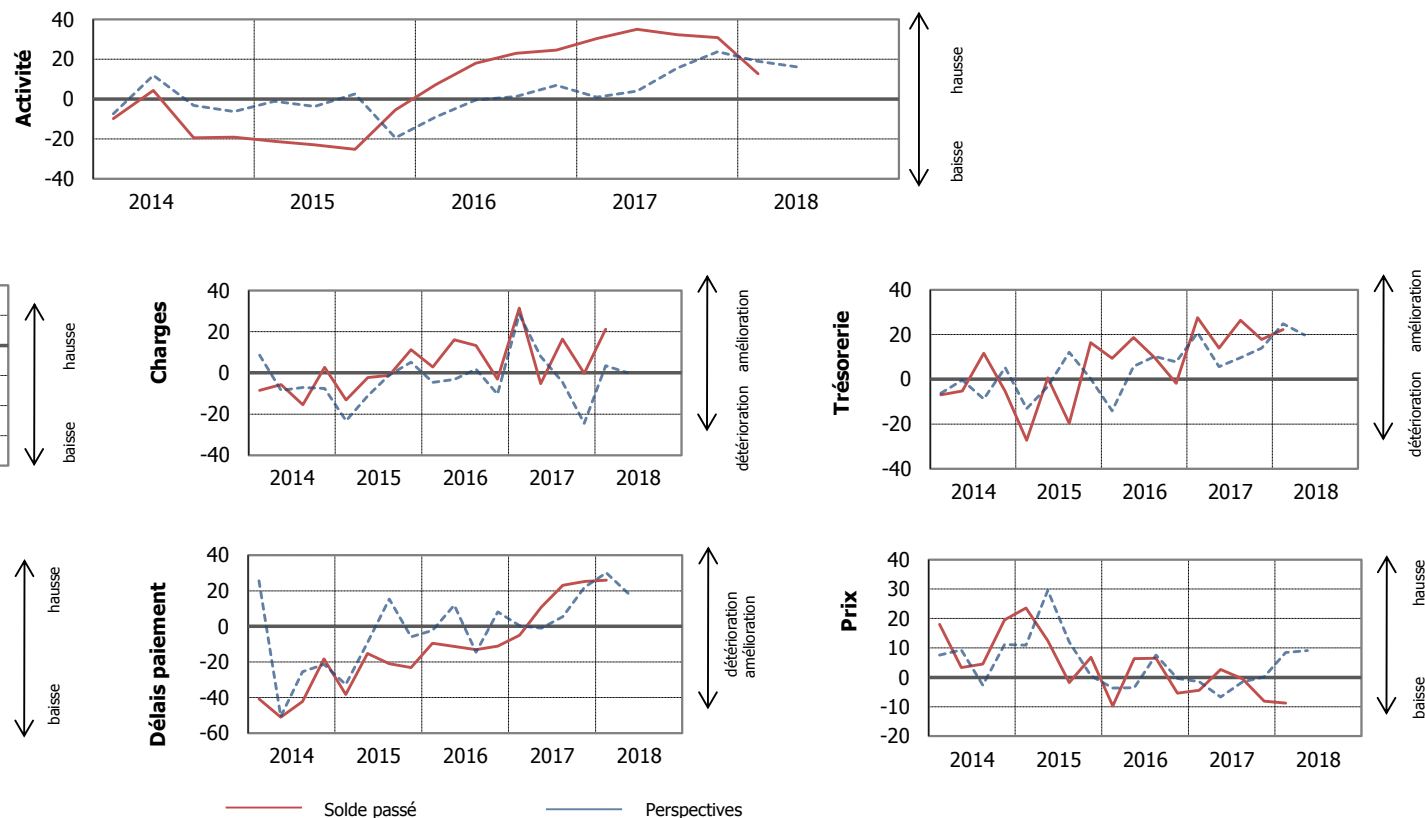 Activité
40
20
0
-20
-40
2014 2015 2016 2017 2018
hausse
baisse
hausse
baisse
Charges
40
20
0
-20
-40
2014 2015 2016 2017 2018
amélioration
détérioration
Trésorerie
40
20
0
-20
-40
2014 2015 2016 2017 2018
amélioration
détérioration
hausse
baisse
Délais paiement
40
20
0
-20
-40
-60
2014 2015 2016 2017 2018
détérioration
amélioration
Prix
40
30
20
10
0
-10
-20
2014 2015 2016 2017 2018
hausse
baisse
Solde passé Perspectives